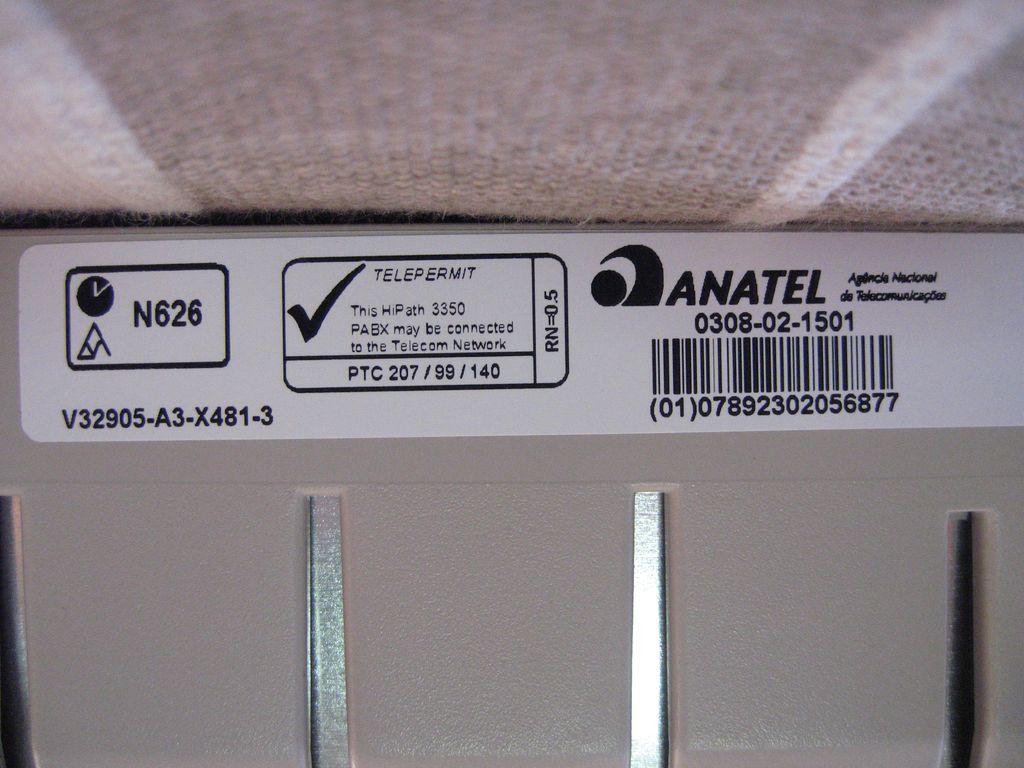 N626
V32905-A3-X481-3
TELEPERMIT
This HiPath 3350
PABX may be connected
to the Telecom Network
PTC 207 / 99 / 140
RN=0.5
ANATEL
Agência Nacional
de Telecomunicações
0308-02-1501
(01)07892302056877